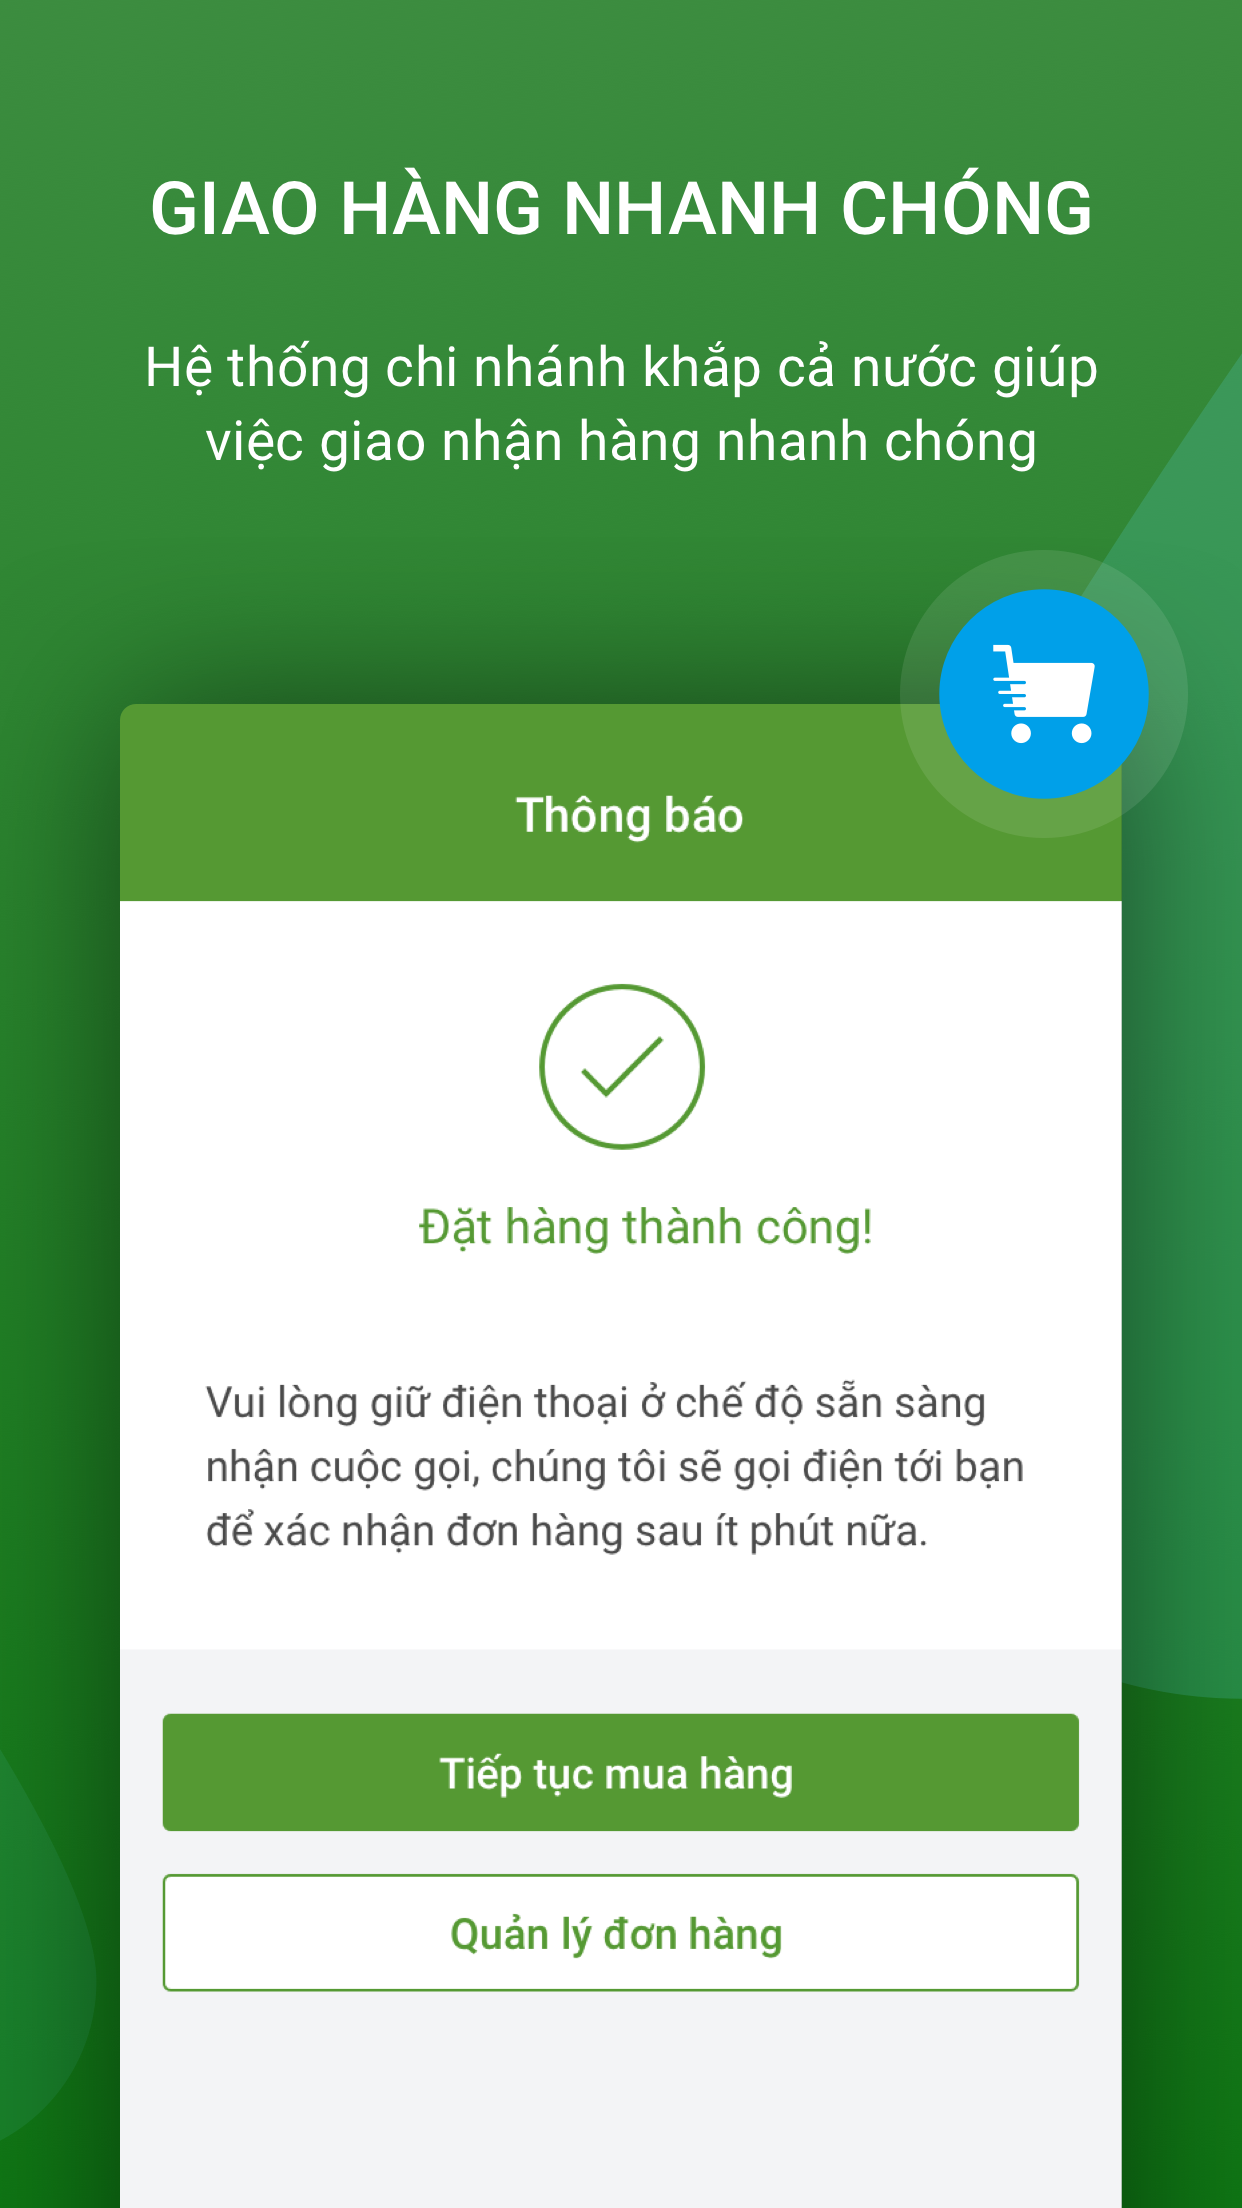 GIAO HÀNG NHANH CHÓNG
Hệ thống chi nhánh khắp cả nước giúp
việc giao nhận hàng nhanh chóng
Thông báo
Đặt hàng thành công!
Vui lòng giữ điện thoại ở chế độ sẵn sàng
nhận cuộc gọi, chúng tôi sẽ gọi điện tới bạn
để xác nhận đơn hàng sau ít phút nữa.
Tiếp tục mua hàng
Quản lý đơn hàng